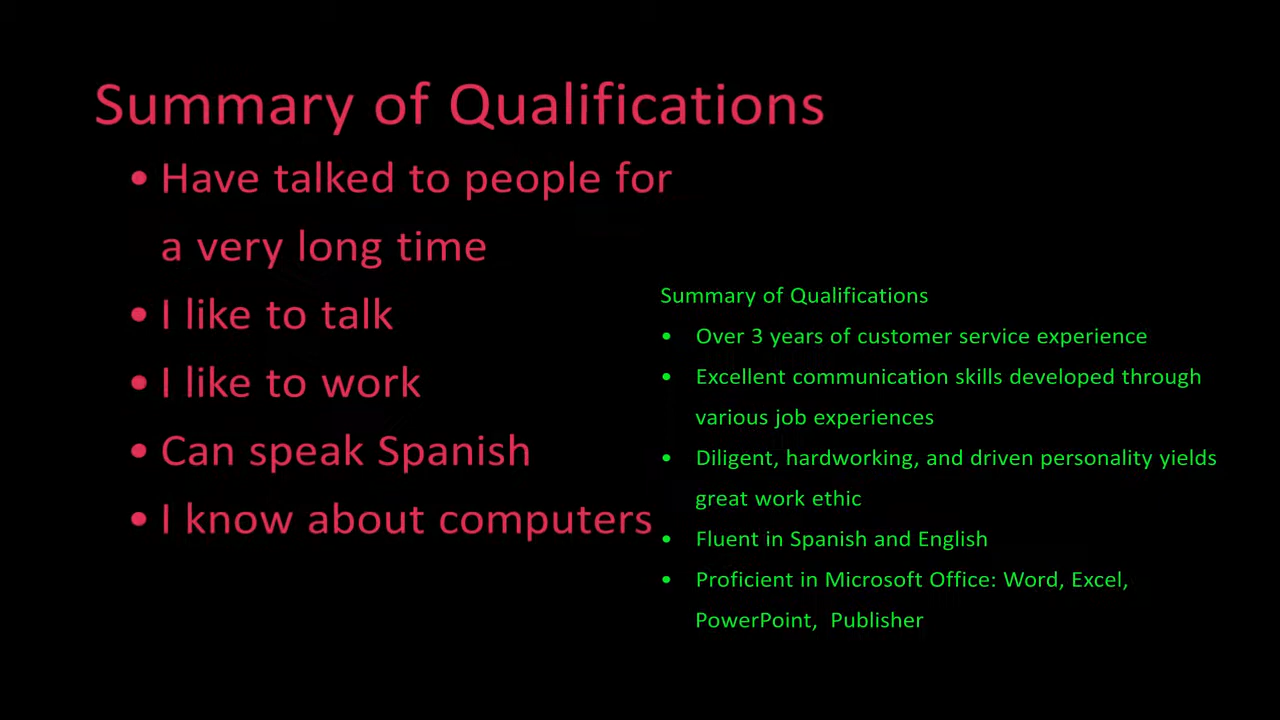 Summary of Qualifications
• Have talked to people for
a very long time
• I like to talk
• I like to work
• Can speak Spanish
• I know about computers
Summary of Qualifications
• Over 3 years of customer service experience
• Excellent communication skills developed through
various job experiences
• Diligent, hardworking, and driven personality yields
great work ethic
• Fluent in Spanish and English
• Proficient in Microsoft Office: Word, Excel,
PowerPoint,  Publisher